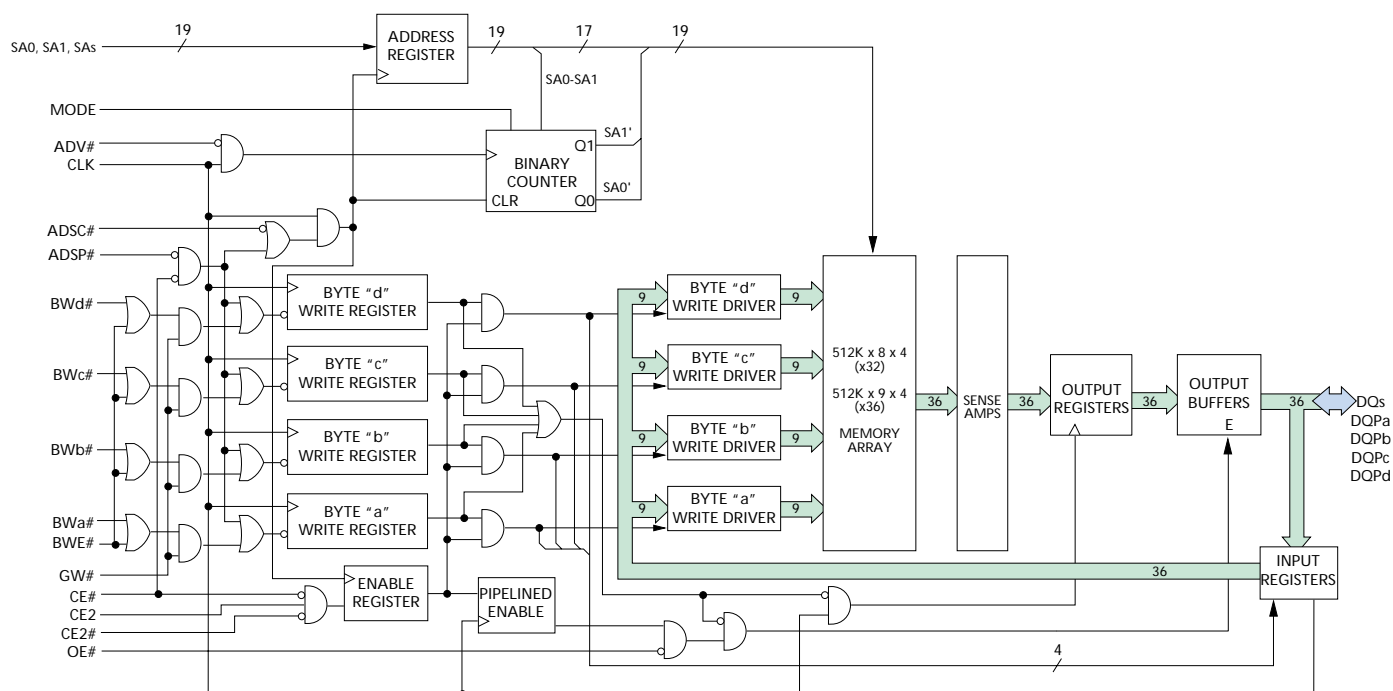 19
ADDRESS
REGISTER
19
17
19
SA0, SA1, SAs
SA0-SA1
MODE
ADV#
CLK
BINARY
COUNTER
CLR
Q1
Q0
SA1'
SA0'
ADSC#
ADSP#
BWd#
BYTE “d”
WRITE REGISTER
9
BYTE “d”
WRITE DRIVER
9
BWc#
BYTE “c”
WRITE REGISTER
9
BYTE “c”
WRITE DRIVER
9
BWb#
BYTE “b”
WRITE REGISTER
9
BYTE “b”
WRITE DRIVER
9
BWa#
BWE#
BYTE “a”
WRITE REGISTER
9
BYTE “a”
WRITE DRIVER
9
512K x 8 x 4
(x32)
512K x 9 x 4
(x36)
MEMORY
ARRAY
36
SENSE
AMPS
36
OUTPUT
REGISTERS
36
OUTPUT
BUFFERS
E
36
DQs
DQPa
DQPb
DQPc
DQPd
GW#
CE#
CE2
CE2#
OE#
ENABLE
REGISTER
PIPELINED
ENABLE
36
INPUT
REGISTERS
4